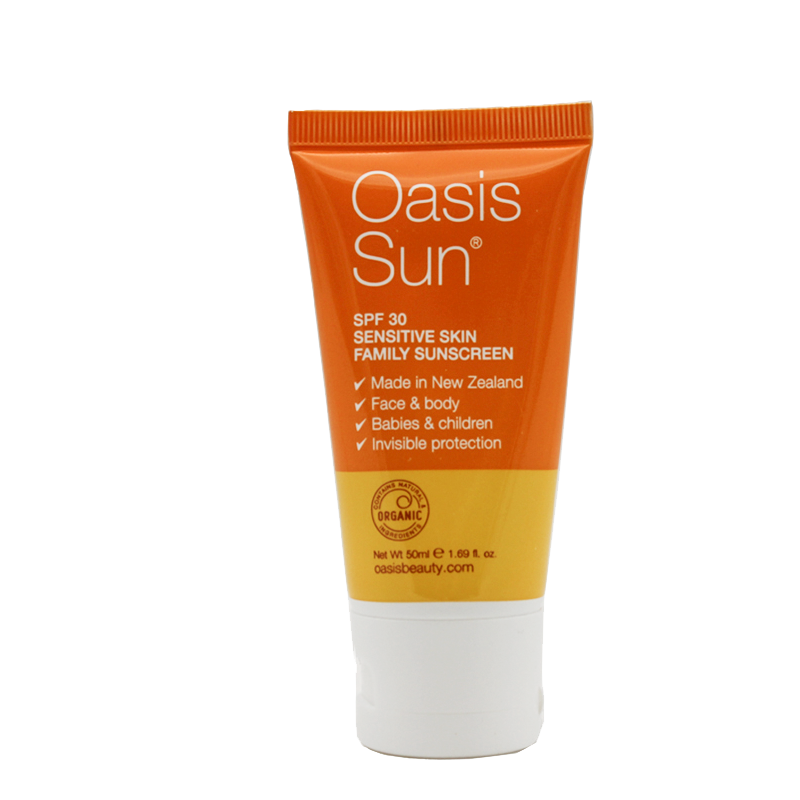 Oasis
Sun®
SPF 30
SENSITIVE SKIN
FAMILY SUNSCREEN
✓ Made in New Zealand
✓ Face & body
✓ Babies & children
✓ Invisible protection
CONTAINS NATURAL &
ORGANIC
INGREDIENTS
Net Wt 50ml ℮ 1.69 fl. oz.
oasisbeauty.com